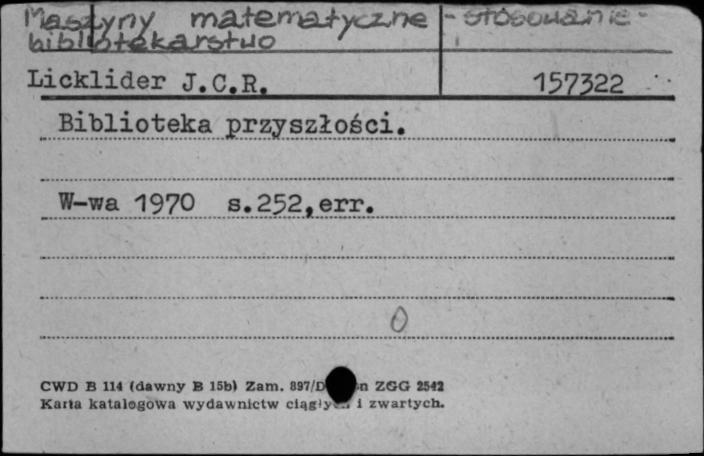 Maszyny matematyczne - stosowanie -
bibliotekarstwo
Licklider J.C.R. 157322
Biblioteka przyszłości.
W-wa 1970 s.252,err.
0
CWD B 114 (dawny B 15b) Zam. 897/D n ZGG 2542
Karta katalogowa wydawnictw ciągłych i zwartych.